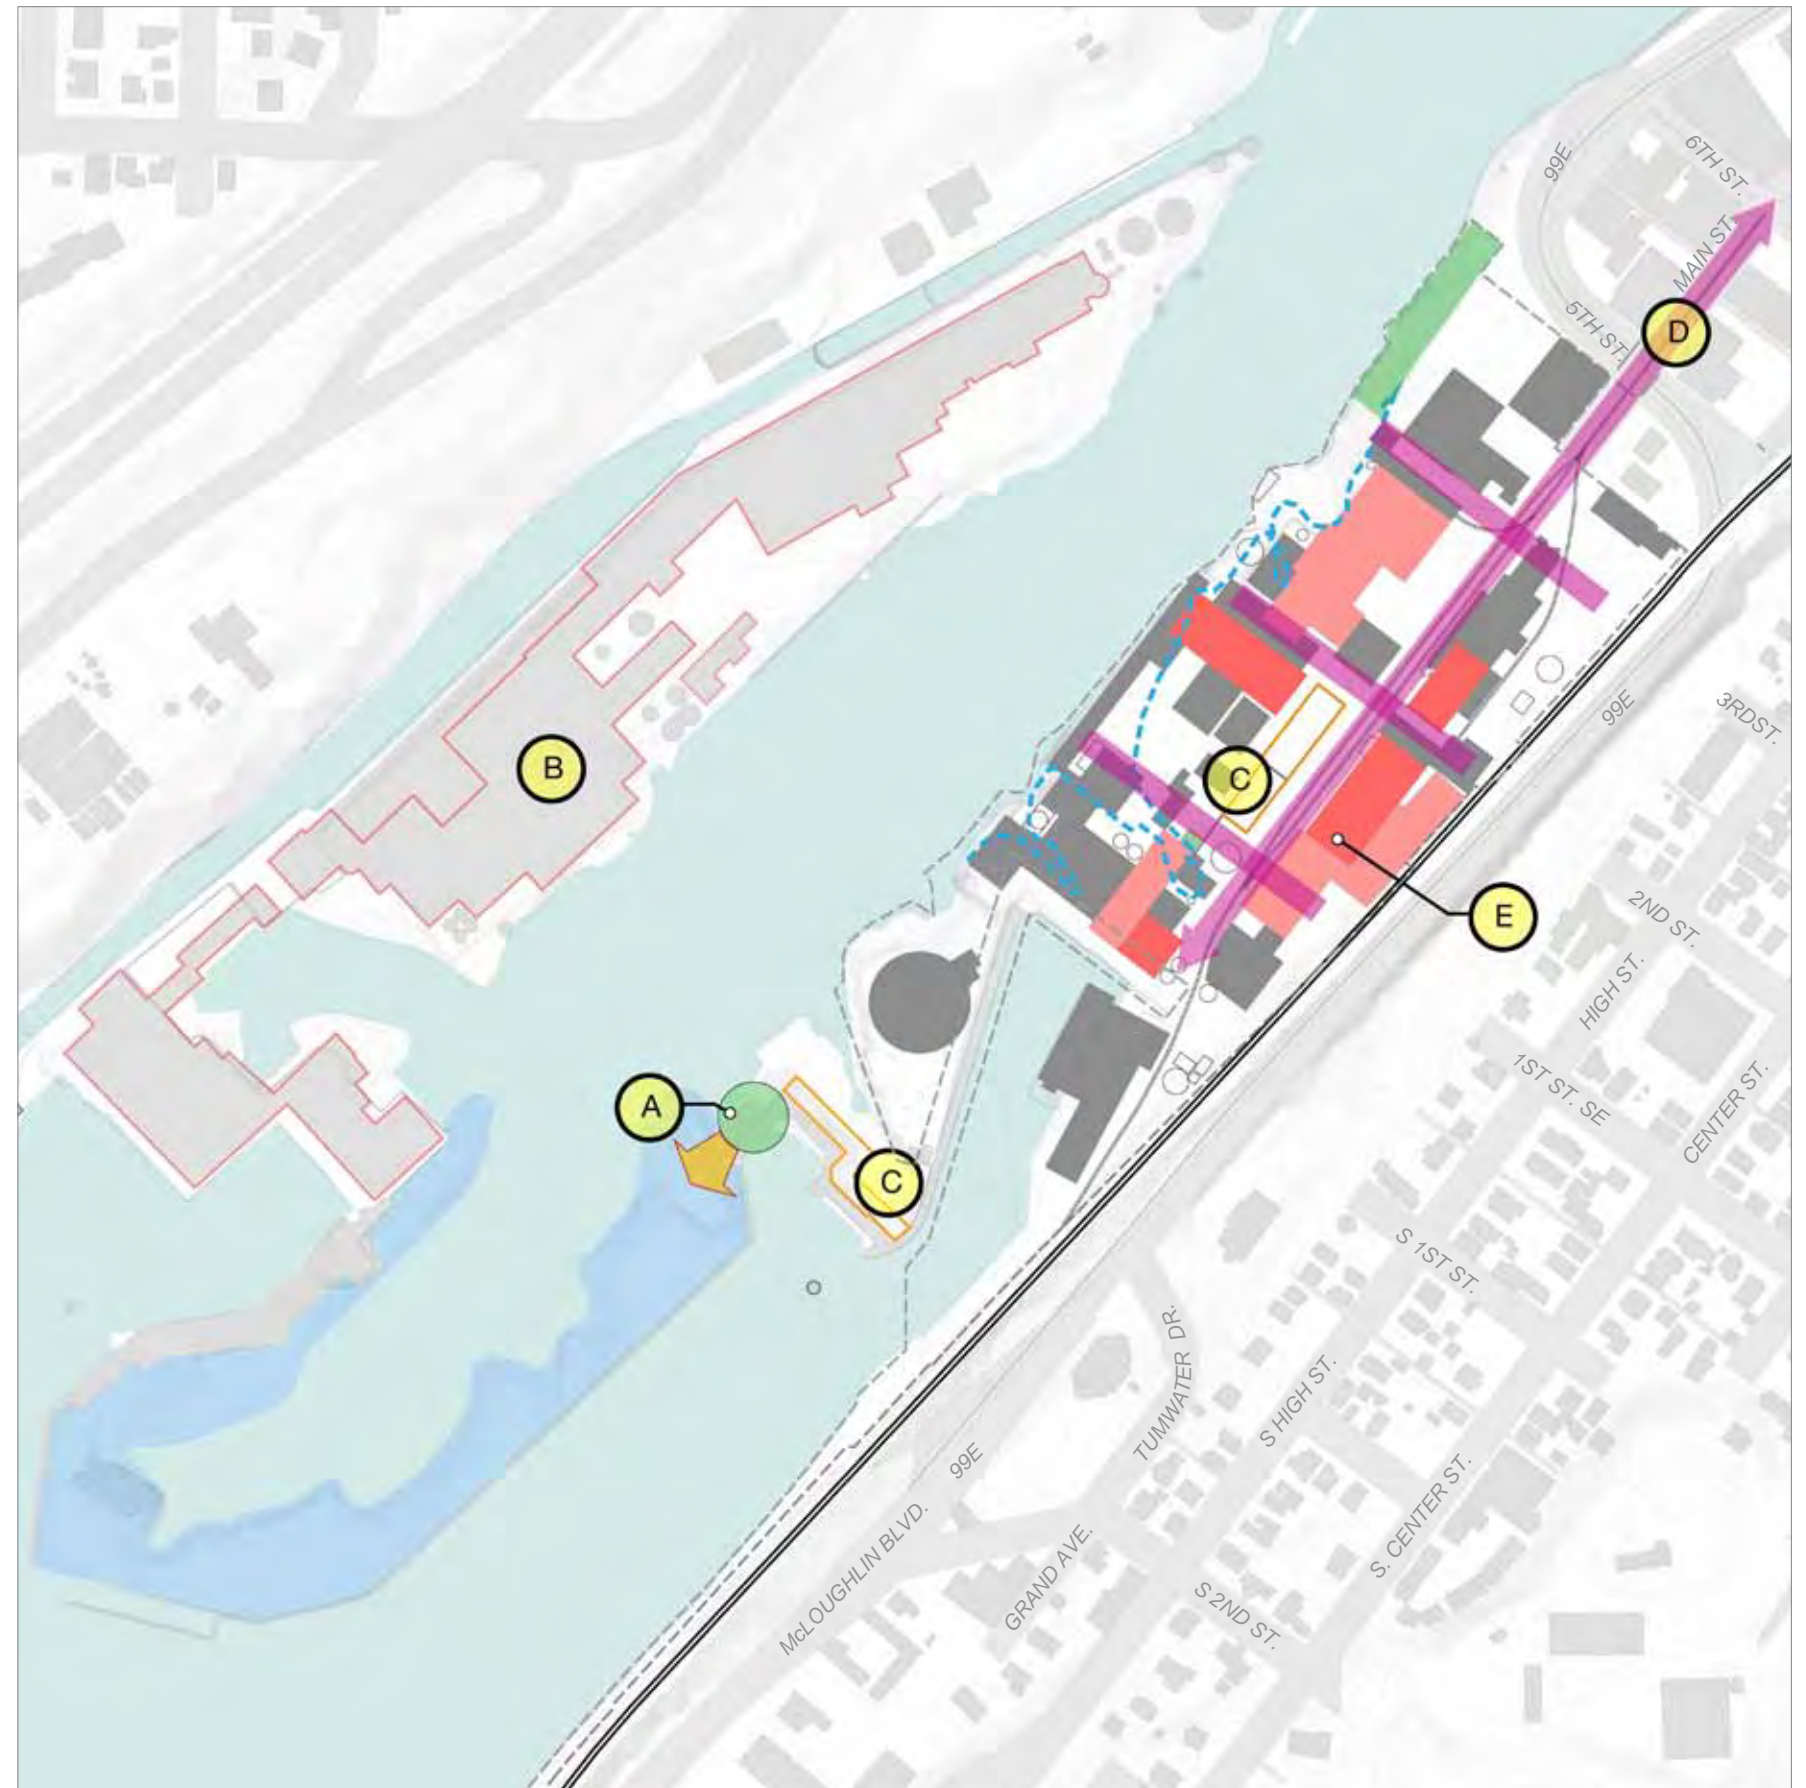 99E
6TH ST.
MAIN ST.
5TH ST.
D
3RDST.
99E
B
C
E
2ND ST.
HIGH ST.
1ST ST. SE
CENTER ST.
A
C
S 1ST ST.
TUMWATER DR.
S HIGH ST.
99E
S. CENTER ST.
McLOUGHLIN BLVD.
GRAND AVE.
S 2ND ST.